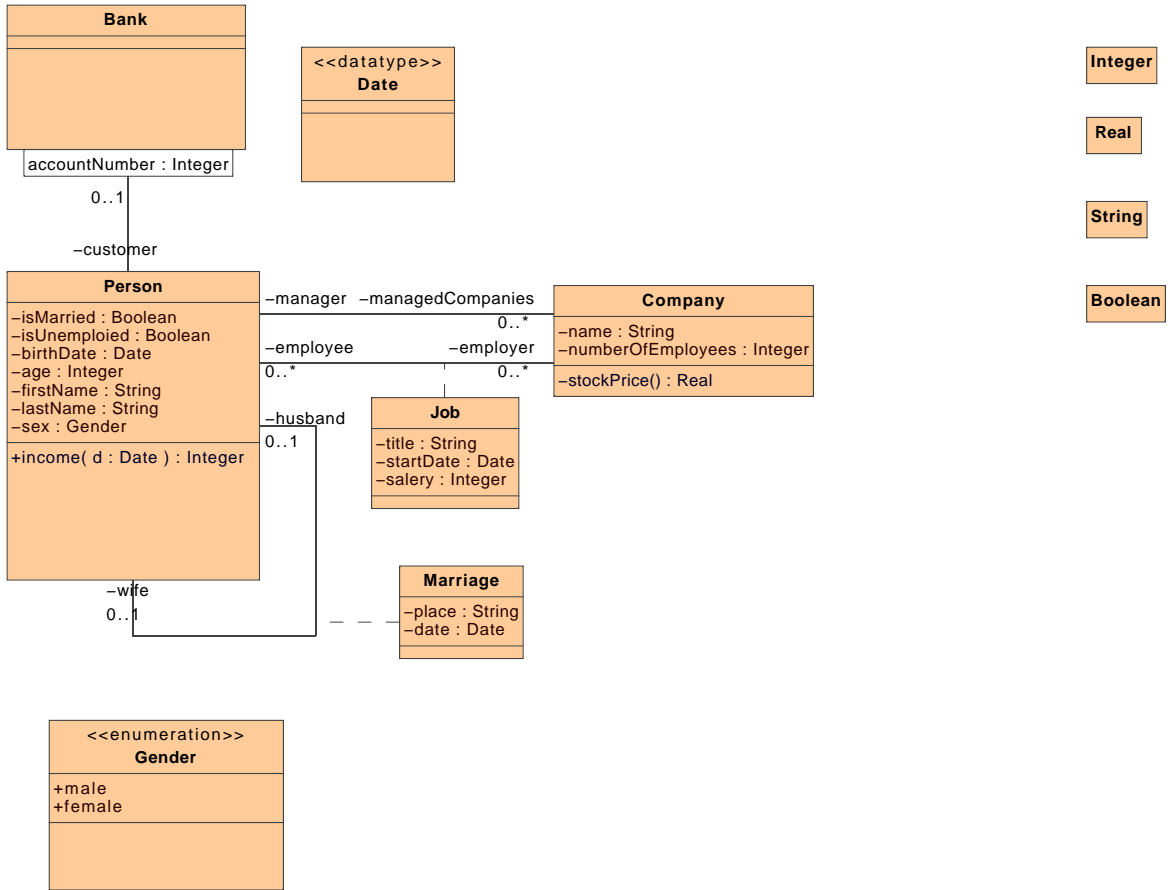 Bank
accountNumber : Integer
0..1
–customer
<<datatype>>
Date
Integer
Real
String
Boolean
Person
–isMarried : Boolean
–isUnemploied : Boolean
–birthDate : Date
–age : Integer
–firstName : String
–lastName : String
–sex : Gender
+income( d : Date ) : Integer
–manager
–managedCompanies
0..*
–employee
–employer
0..*
0..*
Company
–name : String
–numberOfEmployees : Integer
–stockPrice() : Real
–husband
0..1
Job
–title : String
–startDate : Date
–salery : Integer
–wife
0..1
Marriage
–place : String
–date : Date
<<enumeration>>
Gender
+male
+female